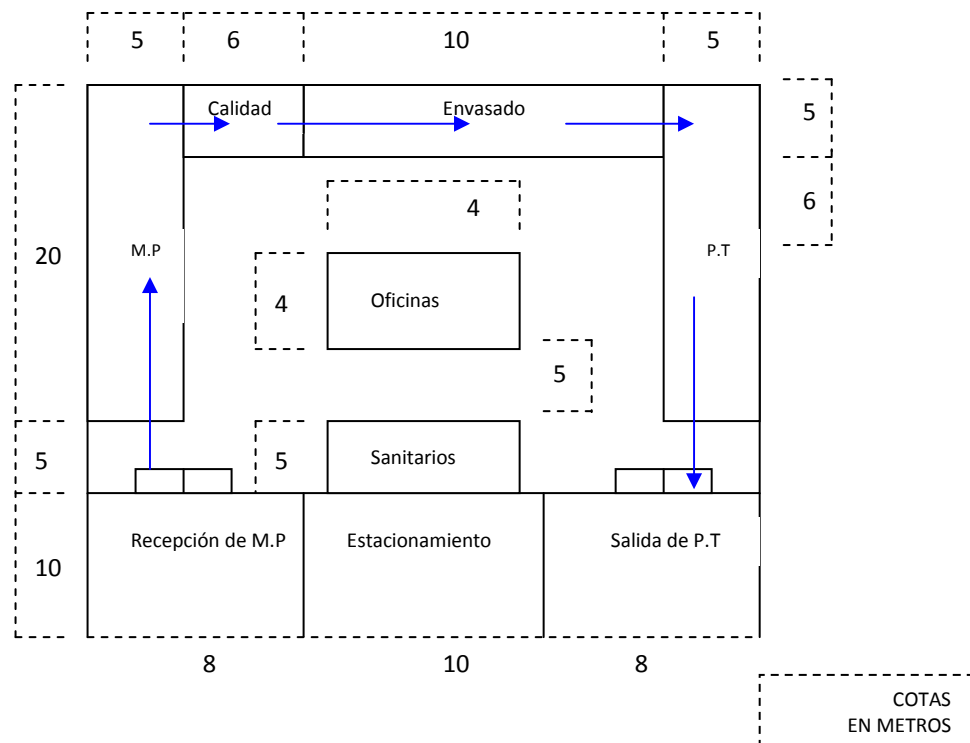 5 6 10 5
Calidad Envasado 5
4 6
20 M.P P.T
4 Oficinas
5
5 5 Sanitarios
10 Recepción de M.P Estacionamiento Salida de P.T
8 10 8
COTAS
EN METROS